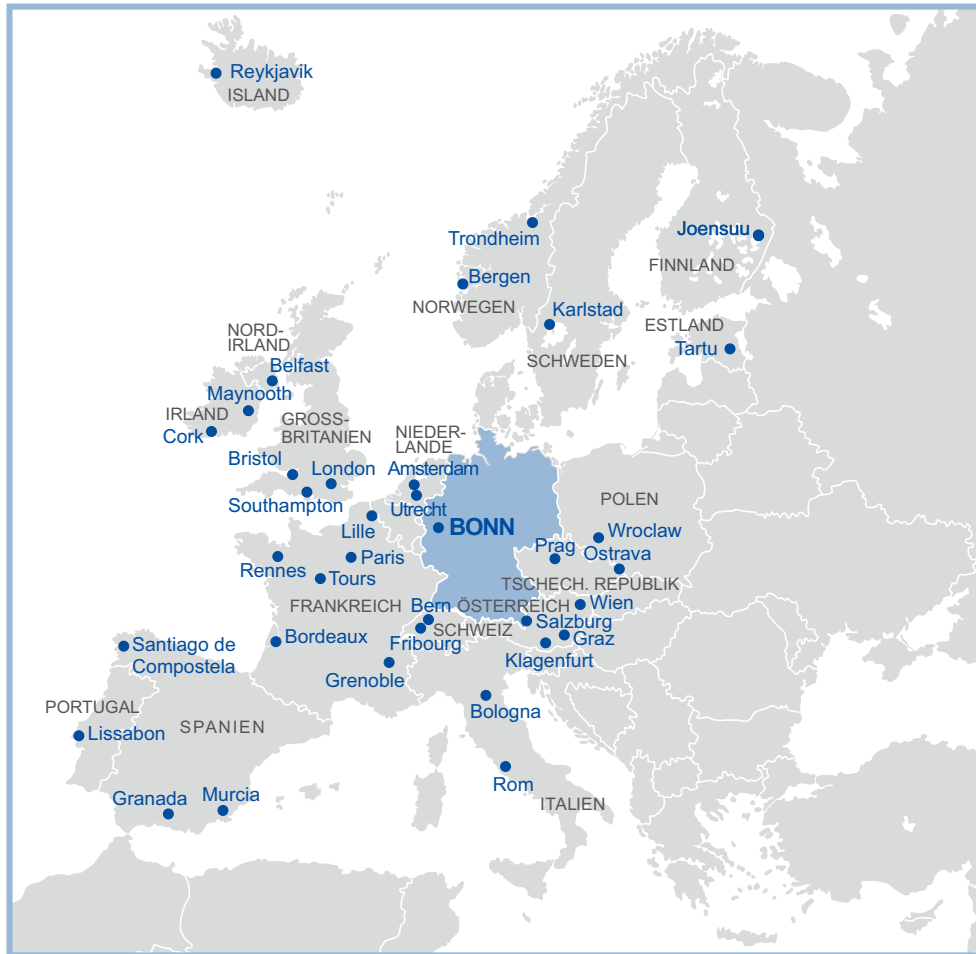 Reykjavik
ISLAND
Trondheim
Joensuu
FINNLAND
Bergen
NORWEGEN
Karlstad
ESTLAND
Tartu
SCHWEDEN
NORD-
IRLAND
Belfast
Maynooth
IRLAND
Cork
GROSS-
BRITANIEN
NIEDER-
LANDE
Bristol
London
Amsterdam
Southampton
Utrecht
POLEN
Lille
BONN
Wroclaw
Prag
Ostrava
Rennes
Paris
Tours
TSCHECH. REPUBLIK
FRANKREICH
Bern
ÖSTERREICH
Wien
Salzburg
SCHWEIZ
Graz
Bordeaux
Fribourg
Klagenfurt
Santiago de
Compostela
Grenoble
PORTUGAL
Bologna
Lissabon
SPANIEN
Rom
ITALIEN
Granada
Murcia